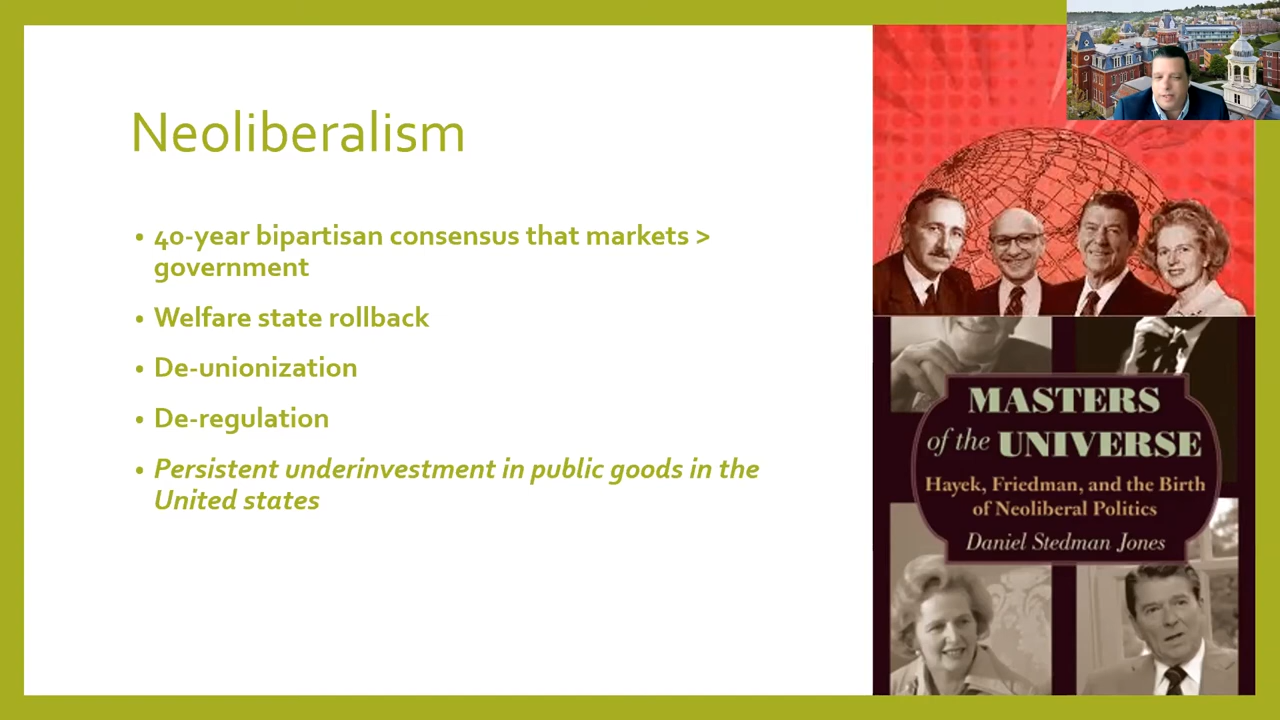 Neoliberalism
• 40-year bipartisan consensus that markets >
government
• Welfare state rollback
• De-unionization
• De-regulation
• Persistent underinvestment in public goods in the
United states
MASTERS
of the UNIVERSE
Hayek, Friedman, and the Birth
of Neoliberal Politics
Daniel Stedman Jones